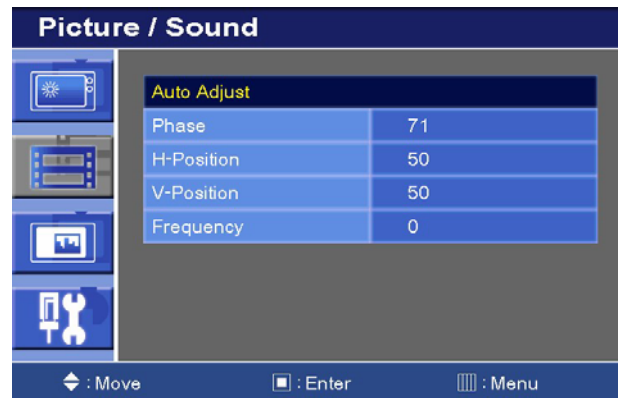 Picture / Sound
Auto Adjust
Phase 71
H-Position 50
V-Position 50
Frequency 0
: Move : Enter : Menu